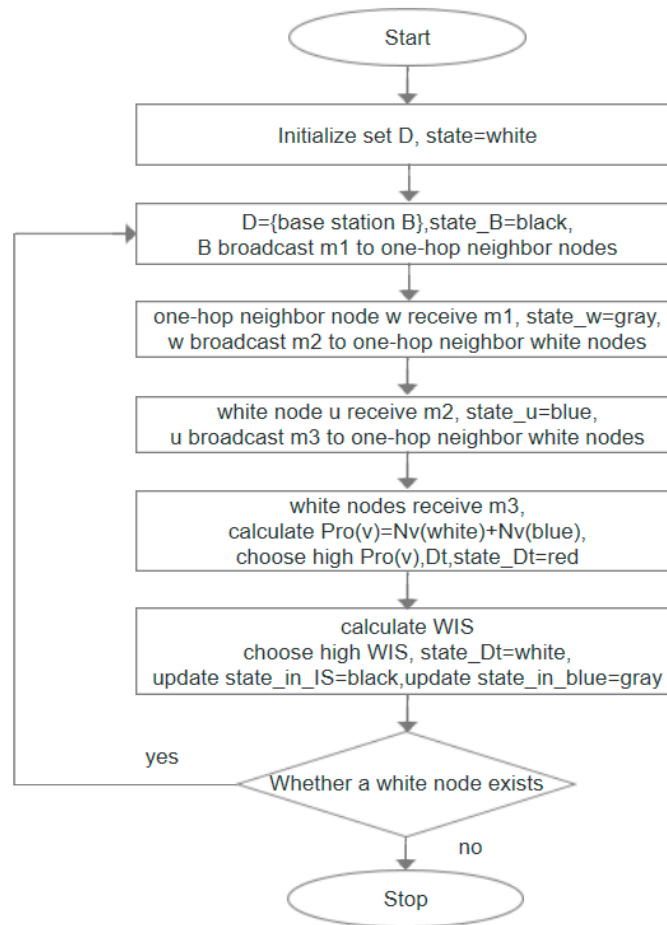 Start
Initialize set D, state=white
D={base station B},state_B=black,
B broadcast m1 to one-hop neighbor nodes
one-hop neighbor node w receive m1, state_w=gray,
w broadcast m2 to one-hop neighbor white nodes
white node u receive m2, state_u=blue,
u broadcast m3 to one-hop neighbor white nodes
white nodes receive m3,
calculate Pro(v)=Nv(white)+Nv(blue),
choose high Pro(v),Dt,state_Dt=red
calculate WIS
choose high WIS, state_Dt=white,
update state_in_IS=black,update state_in_blue=gray
yes
Whether a white node exists
no
Stop